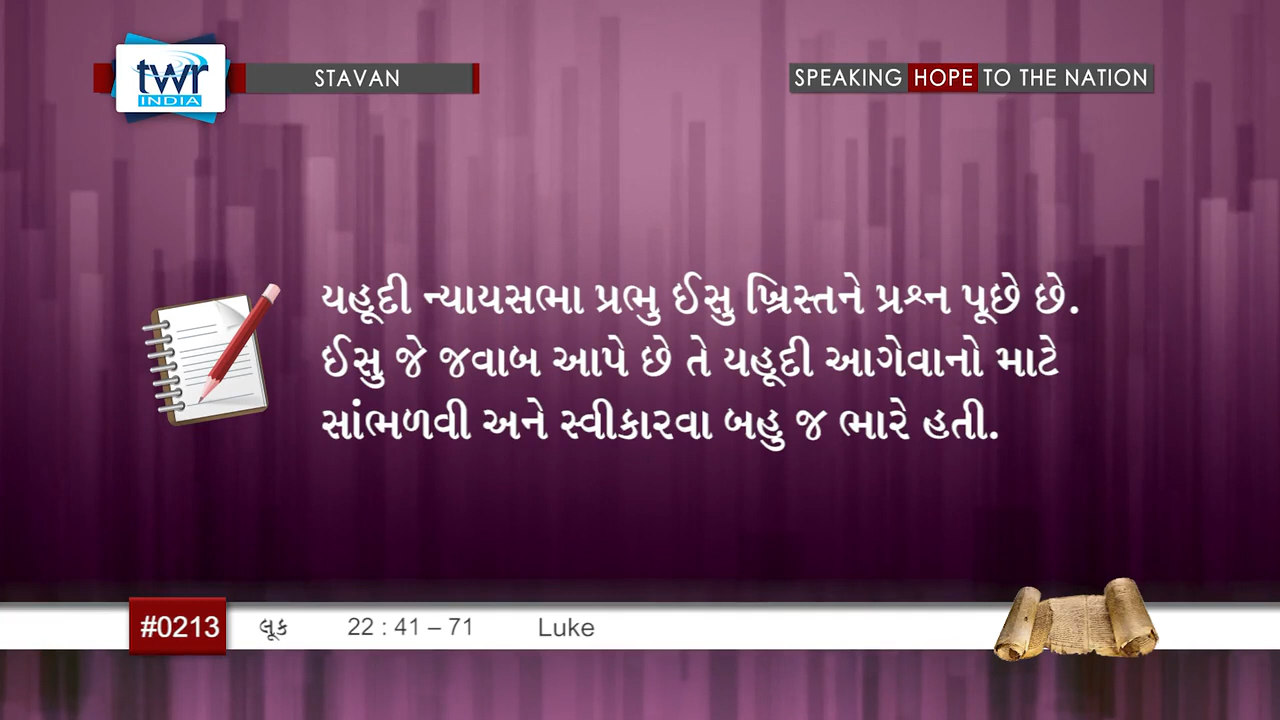 twr
INDIA
STAVAN
SPEAKING HOPE TO THE NATION
યહૂદી ન્યાયસભા પ્રભુ ઈસુ ખ્રિસ્તને પ્રશ્ન પૂછે છે.
ઈસુ જે જવાબ આપે છે તે યહૂદી આગેવાનો માટે
સાંભળવી અને સ્વીકારવા બહુ જ ભારે હતી.
#0213 લૂક 22 : 41 – 71 Luke